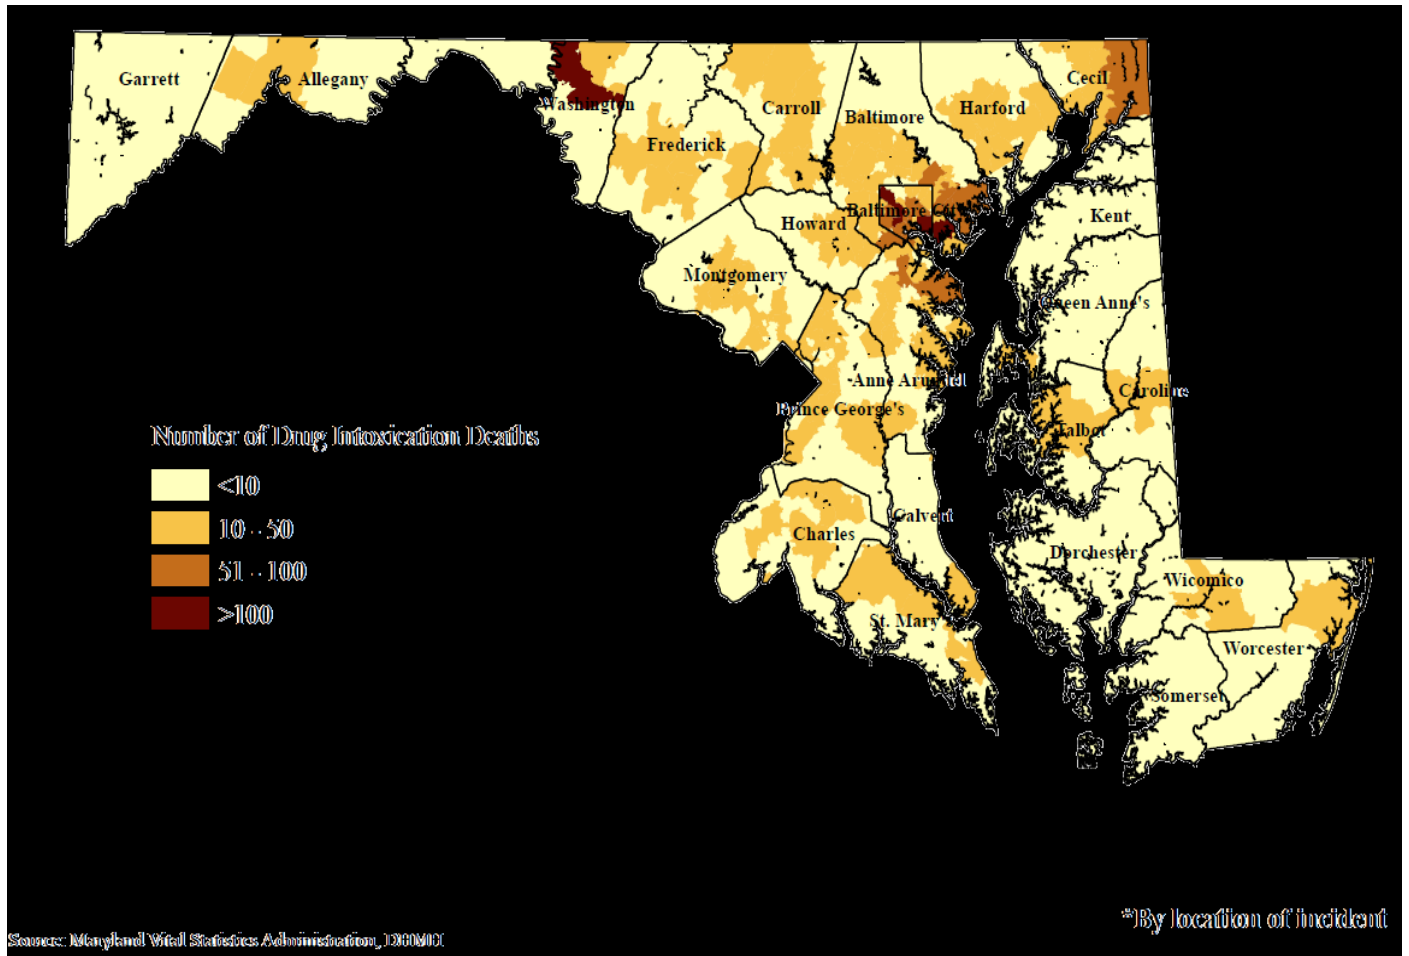 Garrett
Allegany
Washington
Frederick
Carroll
Baltimore
Harford
Cecil
Baltimore City
Howard
Montgomery
Kent
Queen Anne's
Anne Arundel
Prince George's
Caroline
Talbot
Charles
Calvert
St. Mary
Dorchester
Wicomico
Worcester
Somerset
Number of Drug Intoxication Deaths
<10
10 - 50
51 - 100
>100
*By location of incident
Source: Maryland Vital Statistics Administration, DHMH